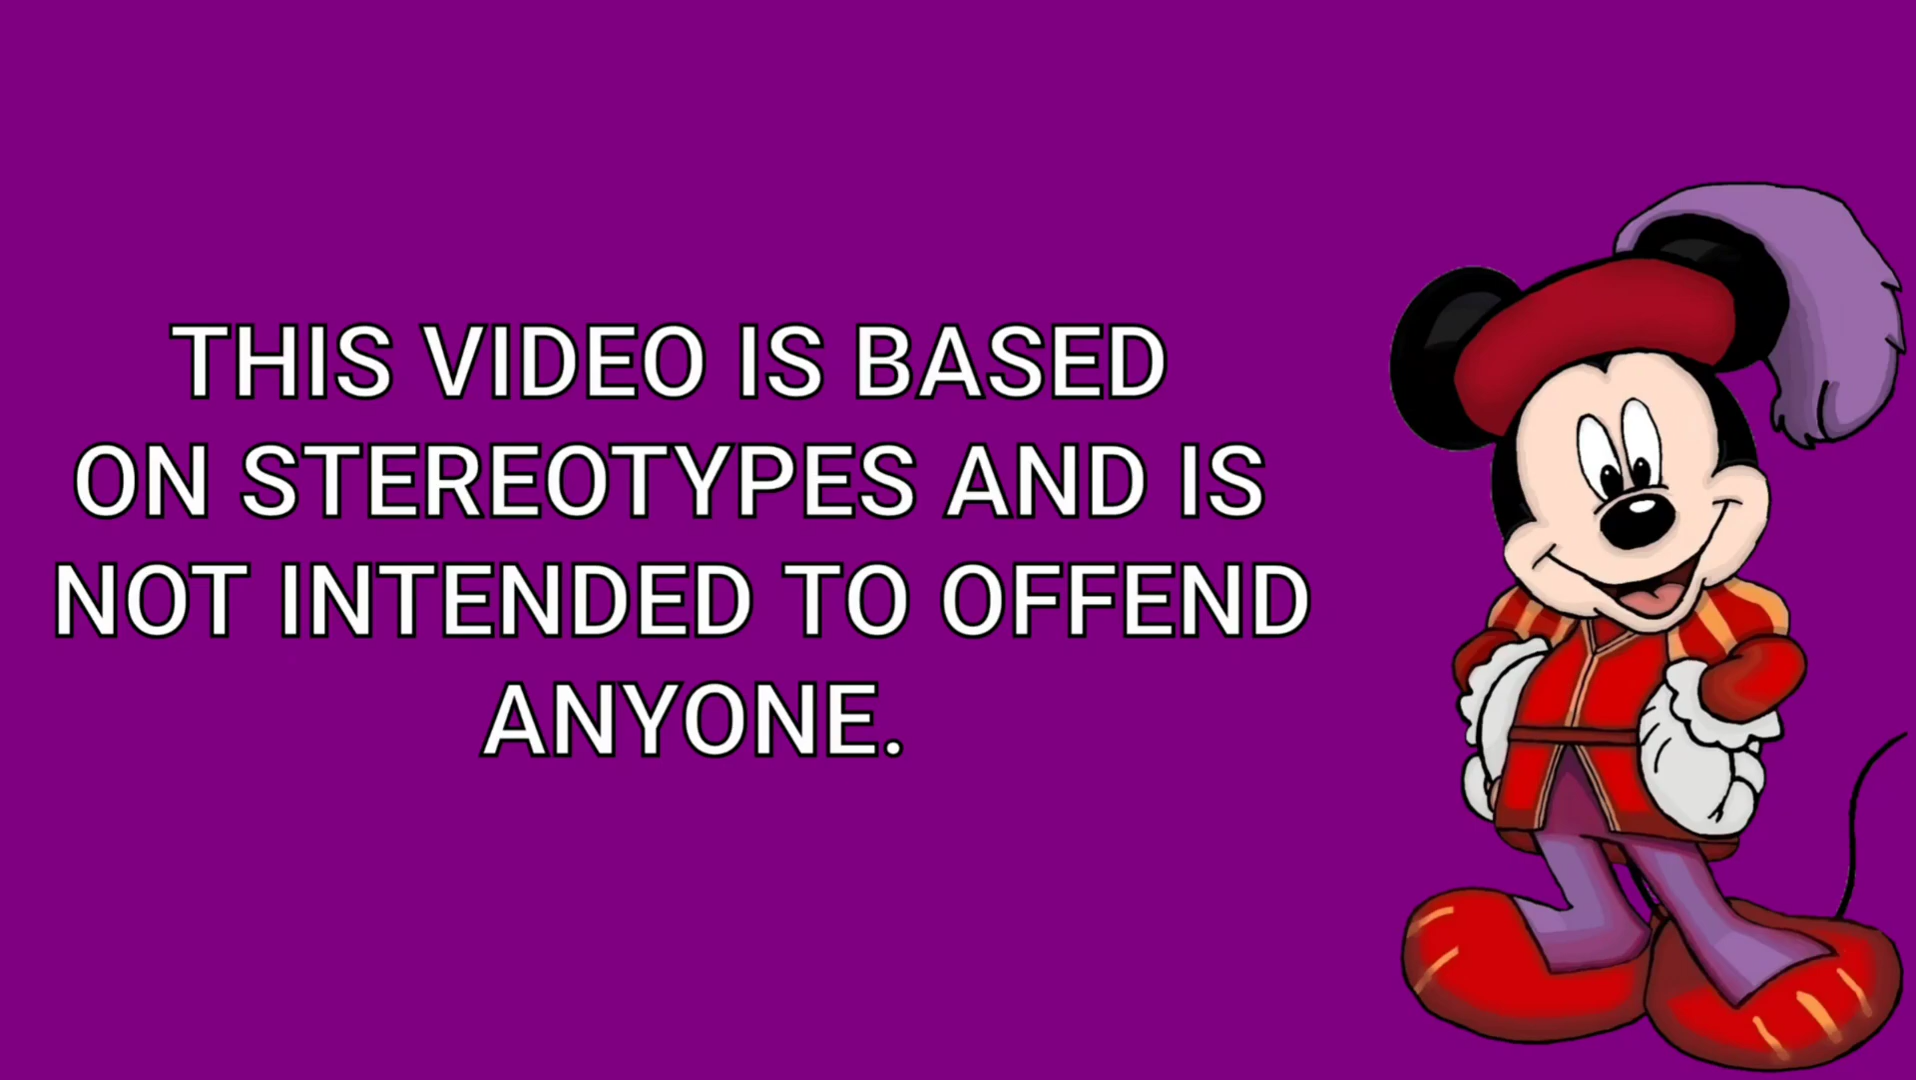 THIS VIDEO IS BASED
ON STEREOTYPES AND IS
NOT INTENDED TO OFFEND
ANYONE.